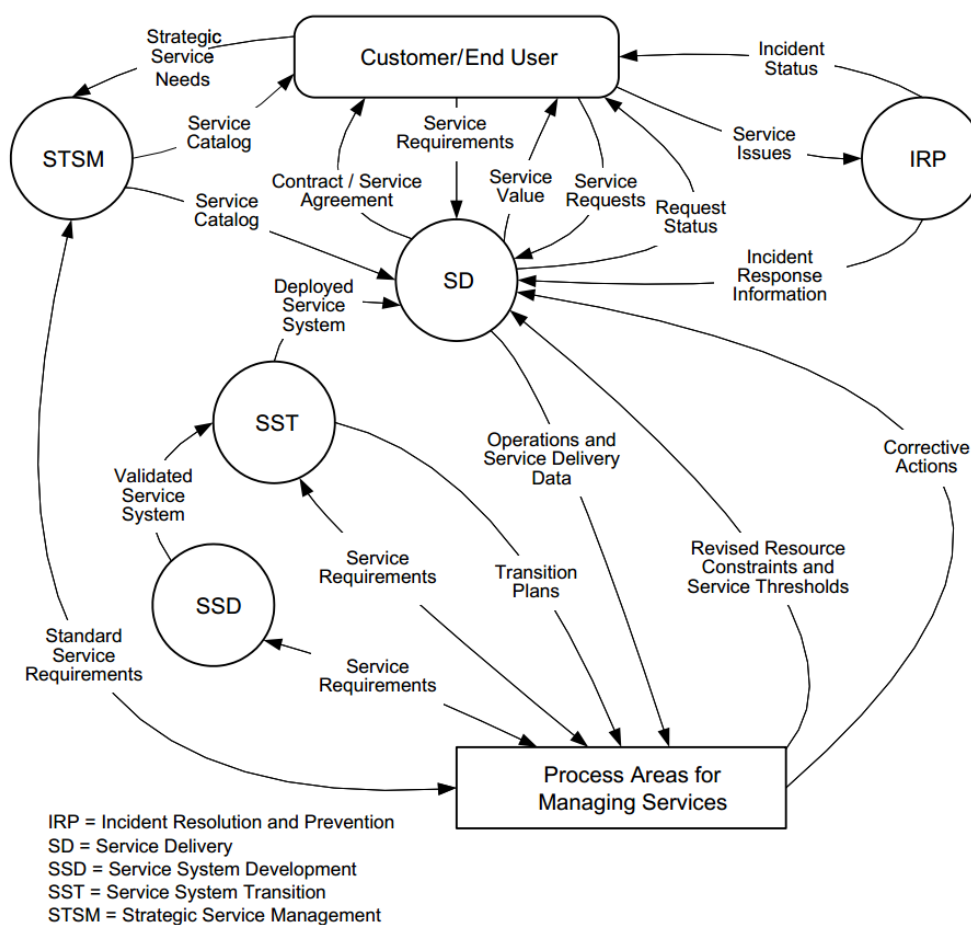 Strategic
Service
Needs
Customer/End User
Incident
Status
STSM
Service
Catalog
Service
Requirements
Service
Issues
IRP
Service
Catalog
Contract / Service
Agreement
Service
Value
Service
Requests
Request
Status
SD
Incident
Response
Information
Deployed
Service
System
SST
Operations and
Service Delivery
Data
Corrective
Actions
Validated
Service
System
Service
Requirements
Transition
Plans
Revised Resource
Constraints and
Service Thresholds
SSD
Standard
Service
Requirements
Service
Requirements
Process Areas for
Managing Services
IRP = Incident Resolution and Prevention
SD = Service Delivery
SSD = Service System Development
SST = Service System Transition
STSM = Strategic Service Management